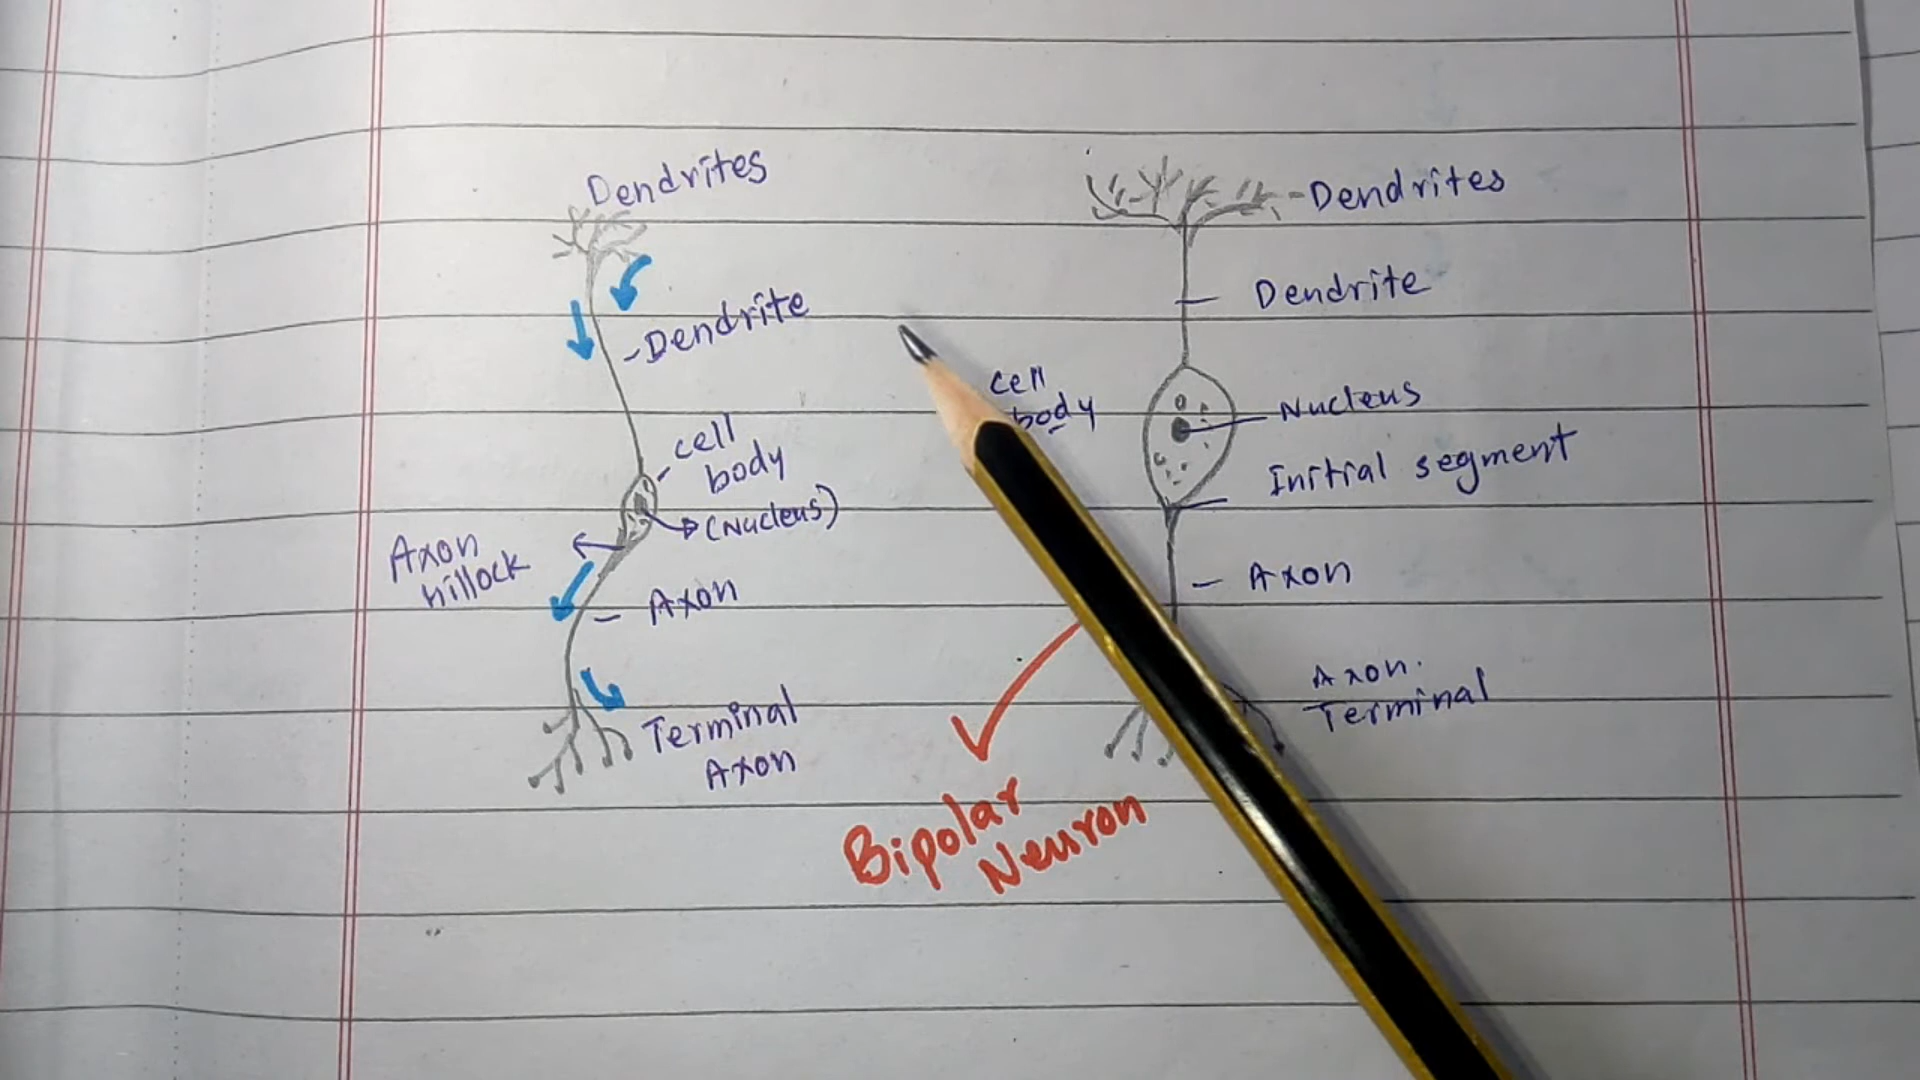 Dendrites
Dendrite
cell
body
(Nucleus)
Axon
hillock
Axon
Terminal
Axon
Dendrites
Dendrite
cell
body
Nucleus
Initial segment
Axon
Axon
Terminal
Bipolar
Neuron